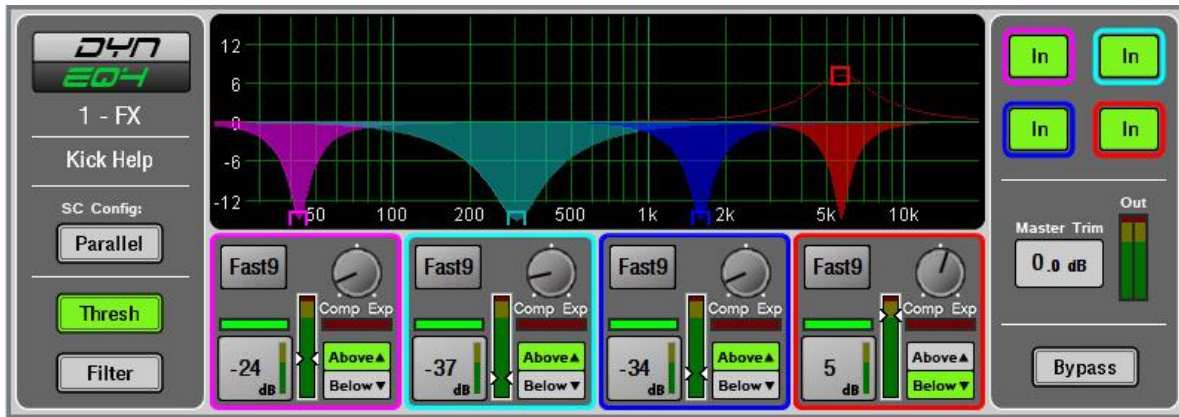 DYN
EQ4
1 - FX
Kick Help
SC Config:
Parallel
Thresh
Filter
12
6
0
-6
-12
50 100 200 500 1k 2k 5k 10k
Fast9
Comp Exp
-24
dB
Above▲
Below▼
Fast9
Comp Exp
-37
dB
Above▲
Below▼
Fast9
Comp Exp
-34
dB
Above▲
Below▼
Fast9
Comp Exp
5
dB
Above▲
Below▼
In
In
In
In
Out
Master Trim
0.0 dB
Bypass